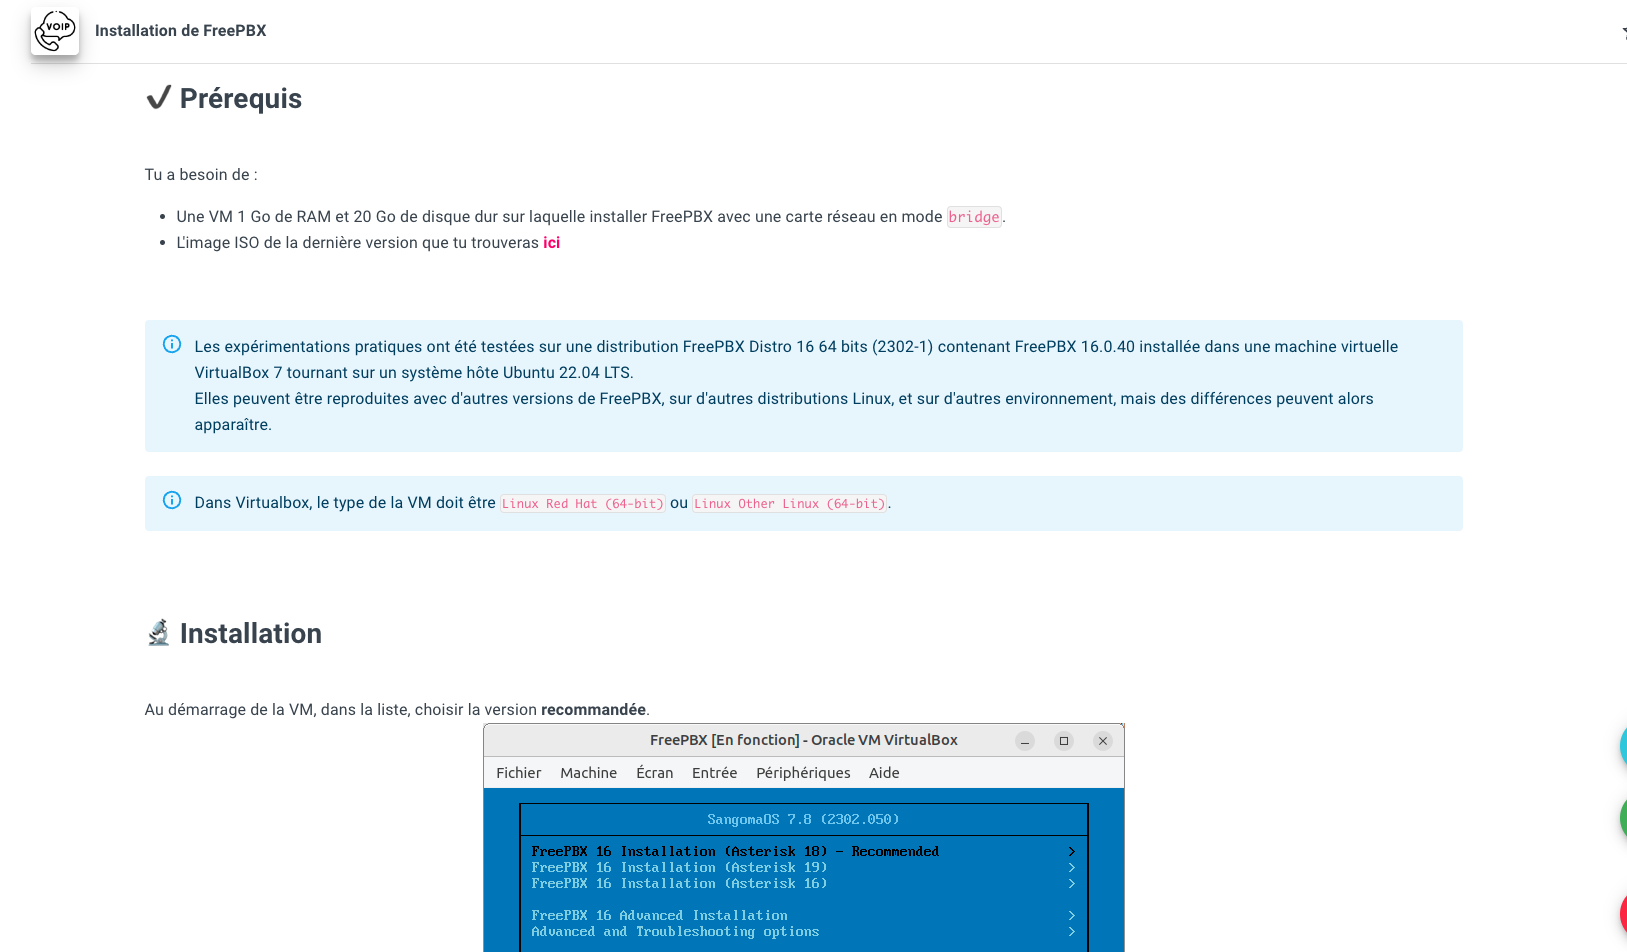 VOIP
Installation de FreePBX
✔ Prérequis
Tu a besoin de :
• Une VM 1 Go de RAM et 20 Go de disque dur sur laquelle installer FreePBX avec une carte réseau en mode bridge.
• L'image ISO de la dernière version que tu trouveras ici
Les expérimentations pratiques ont été testées sur une distribution FreePBX Distro 16 64 bits (2302-1) contenant FreePBX 16.0.40 installée dans une machine virtuelle
VirtualBox 7 tournant sur un système hôte Ubuntu 22.04 LTS.
Elles peuvent être reproduites avec d'autres versions de FreePBX, sur d'autres distributions Linux, et sur d'autres environnement, mais des différences peuvent alors
apparaître.
Dans Virtualbox, le type de la VM doit être Linux Red Hat (64-bit) ou Linux Other Linux (64-bit).
🔬 Installation
Au démarrage de la VM, dans la liste, choisir la version recommandée.
FreePBX [En fonction] - Oracle VM VirtualBox
Fichier Machine Écran Entrée Périphériques Aide
SangomaOS 7.8 (2302.050)
FreePBX 16 Installation (Asterisk 18) - Recommended >
FreePBX 16 Installation (Asterisk 19) >
FreePBX 16 Installation (Asterisk 16) >
FreePBX 16 Advanced Installation >
Advanced and Troubleshooting options >